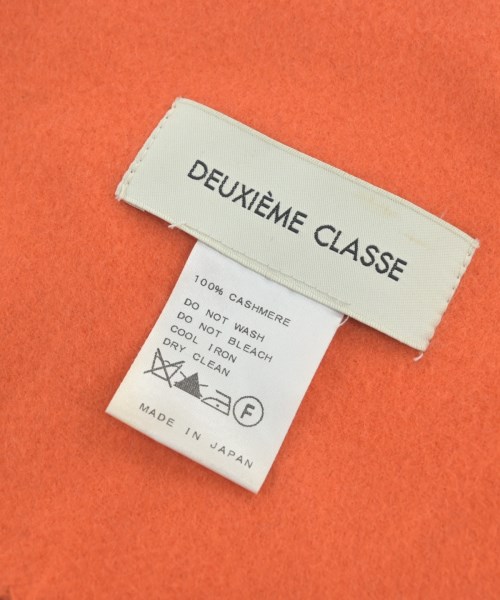 DEUXIÈME CLASSE
100% CASHMERE
DO NOT WASH
DO NOT BLEACH
COOL IRON
DRY CLEAN
F
MADE IN JAPAN